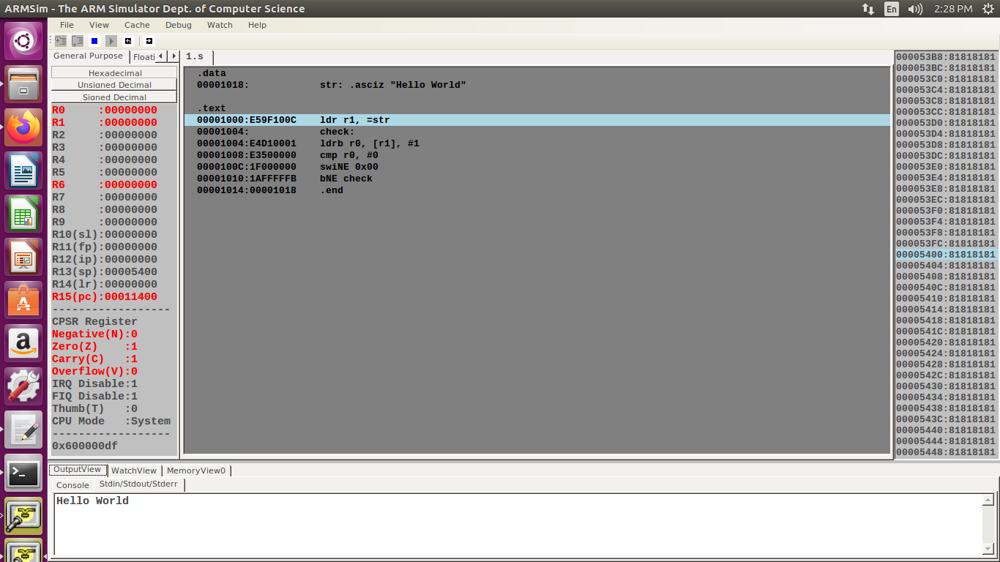 ARMSim - The ARM Simulator Dept. of Computer Science
En
2:28 PM
File View Cache Debug Watch Help
General Purpose Floati
Hexadecimal
Unsigned Decimal
Signed Decimal
R0 :00000000
R1 :00000000
R2 :00000000
R3 :00000000
R4 :00000000
R5 :00000000
R6 :00000000
R7 :00000000
R8 :00000000
R9 :00000000
R10(sl):00000000
R11(fp):00000000
R12(ip):00000000
R13(sp):00005400
R14(lr):00000000
R15(pc):00011400
------------------
CPSR Register
Negative(N):0
Zero(Z) :1
Carry(C) :1
Overflow(V):0
IRQ Disable:1
FIQ Disable:1
Thumb(T) :0
CPU Mode :System
------------------
0x600000df
1.s
.data
00001018: str: .asciz "Hello World"
.text
00001000:E59F100C ldr r1, =str
00001004: check:
00001004:E4D10001 ldrb r0, [r1], #1
00001008:E3500000 cmp r0, #0
0000100C:1F000000 swiNE 0x00
00001010:1AFFFFFB bNE check
00001014:00001018 .end
000053B8:81818181
000053BC:81818181
000053C0:81818181
000053C4:81818181
000053C8:81818181
000053CC:81818181
000053D0:81818181
000053D4:81818181
000053D8:81818181
000053DC:81818181
000053E0:81818181
000053E4:81818181
000053E8:81818181
000053EC:81818181
000053F0:81818181
000053F4:81818181
000053F8:81818181
000053FC:81818181
00005400:81818181
00005404:81818181
00005408:81818181
0000540C:81818181
00005410:81818181
00005414:81818181
00005418:81818181
0000541C:81818181
00005420:81818181
00005424:81818181
00005428:81818181
0000542C:81818181
00005430:81818181
00005434:81818181
00005438:81818181
0000543C:81818181
00005440:81818181
00005444:81818181
00005448:81818181
OutputView WatchView MemoryView0
Console Stdin/Stdout/Stderr
Hello World